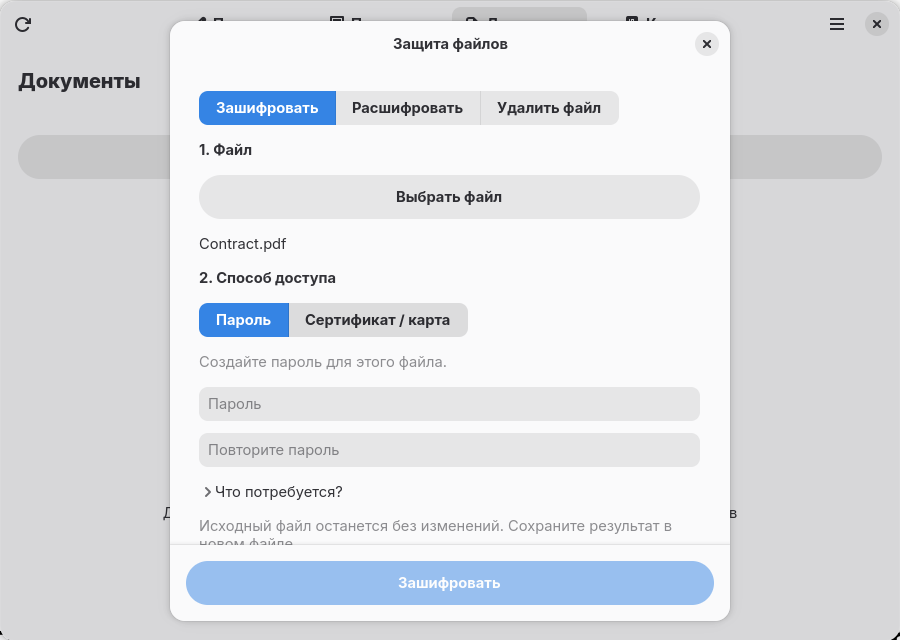 Защита файлов
Документы
Зашифровать Расшифровать Удалить файл
1. Файл
Выбрать файл
Contract.pdf
2. Способ доступа
Пароль Сертификат / карта
Создайте пароль для этого файла.
Пароль
Повторите пароль
Что потребуется?
Исходный файл останется без изменений. Сохраните результат в
новом файле.
Зашифровать